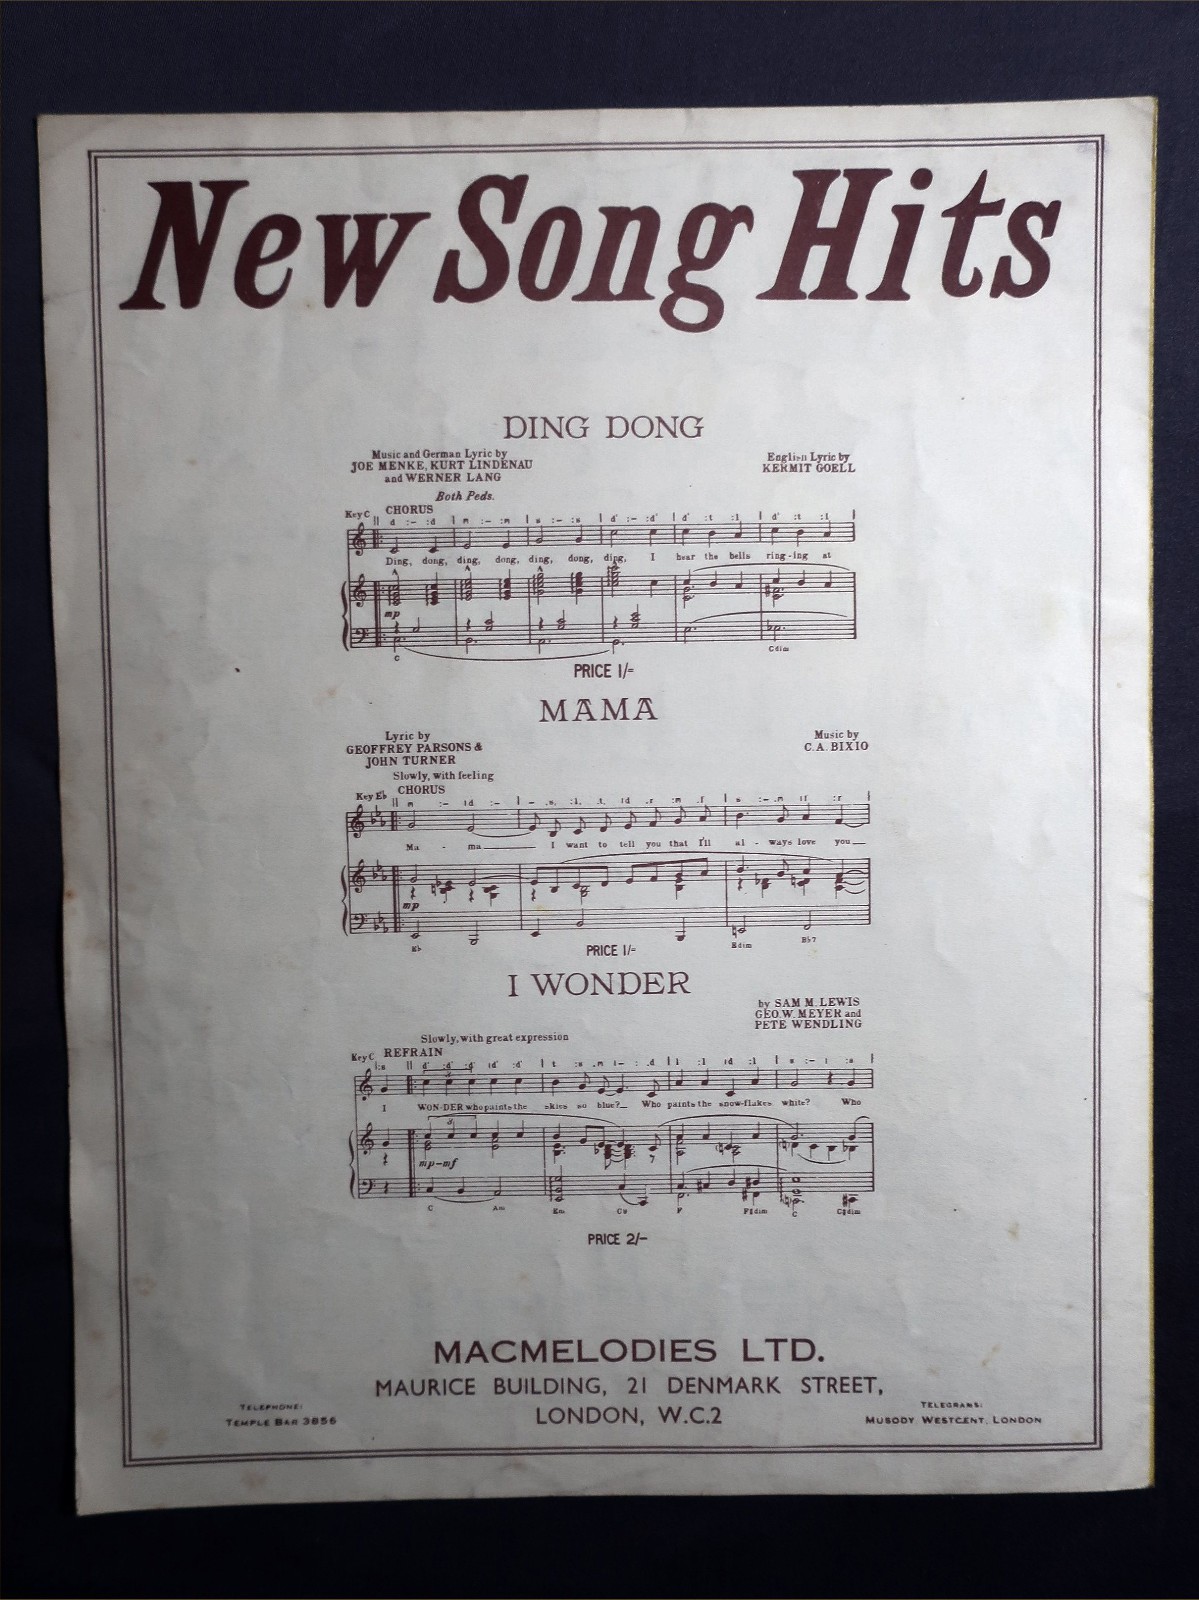 New Song Hits
DING DONG
Music and German Lyric by
JOE MENKE, KURT LINDENAU
and WERNER LANG
English Lyric by
KERMIT GOELL
Both Peds.
Key C CHORUS
d :– :d m :– :m s :– :s d' :– :d' d' :t :l d' :t :l
Ding, dong, ding, dong, ding, dong, ding, I hear the bells ring-ing at
mp
C Cdim
PRICE 1/=
MAMA
Lyric by
GEOFFREY PARSONS &
JOHN TURNER
Music by
C. A. BIXIO
Slowly, with feeling
Key E♭ CHORUS
Ma - ma I want to tell you that I'll al - ways love you
mp
E♭ Edim B♭7
PRICE 1/=
I WONDER
by SAM M. LEWIS
GEO. W. MEYER and
PETE WENDLING
Slowly, with great expression
Key C REFRAIN
I WON-DER who paints the skies so blue? Who paints the snow-flakes white? Who
3
mp-mf
C Am Em F F♯dim C C♯dim
PRICE 2/–
MACMELODIES LTD.
MAURICE BUILDING, 21 DENMARK STREET,
LONDON, W.C.2
TELEPHONE:
TEMPLE BAR 3856
TELEGRAMS:
MUSODY, WESTCENT, LONDON